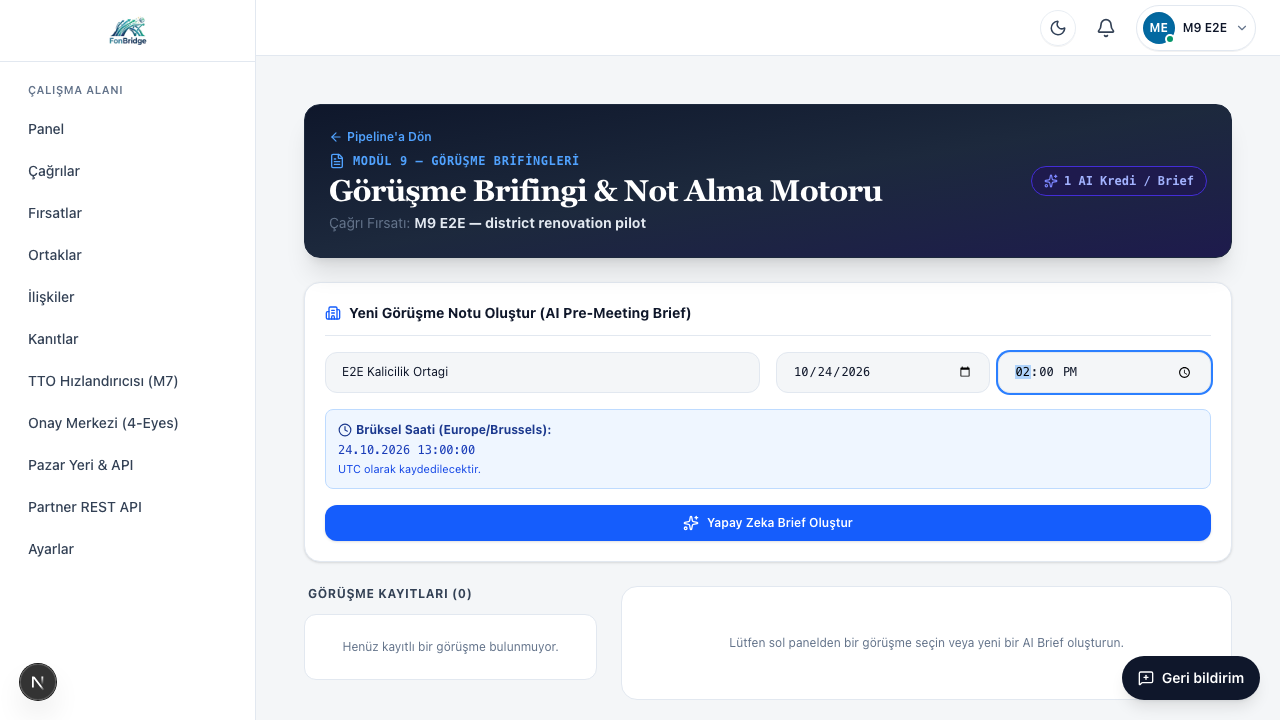 FonBridge
ME
M9 E2E
ÇALIŞMA ALANI
Panel
Çağrılar
Fırsatlar
Ortaklar
İlişkiler
Kanıtlar
TTO Hızlandırıcısı (M7)
Onay Merkezi (4-Eyes)
Pazar Yeri & API
Partner REST API
Ayarlar
N
← Pipeline'a Dön
MODÜL 9 — GÖRÜŞME BRİFİNGLERİ
Görüşme Brifingi & Not Alma Motoru
Çağrı Fırsatı: M9 E2E — district renovation pilot
1 AI Kredi / Brief
Yeni Görüşme Notu Oluştur (AI Pre-Meeting Brief)
E2E Kalicilik Ortagi
10/24/2026
02:00 PM
Brüksel Saati (Europe/Brussels):
24.10.2026 13:00:00
UTC olarak kaydedilecektir.
Yapay Zeka Brief Oluştur
GÖRÜŞME KAYITLARI (0)
Henüz kayıtlı bir görüşme bulunmuyor.
Lütfen sol panelden bir görüşme seçin veya yeni bir AI Brief oluşturun.
Geri bildirim